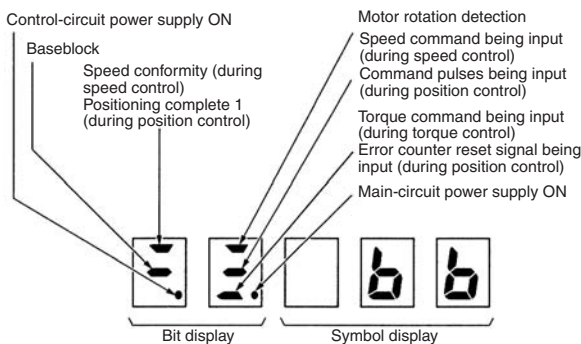 Control-circuit power supply ON
Baseblock
Speed conformity (during
speed control)
Positioning complete 1
(during position control)
Motor rotation detection
Speed command being input
(during speed control)
Command pulses being input
(during position control)
Torque command being input
(during torque control)
Error counter reset signal being
input (during position control)
Main-circuit power supply ON
b b
Bit display
Symbol display